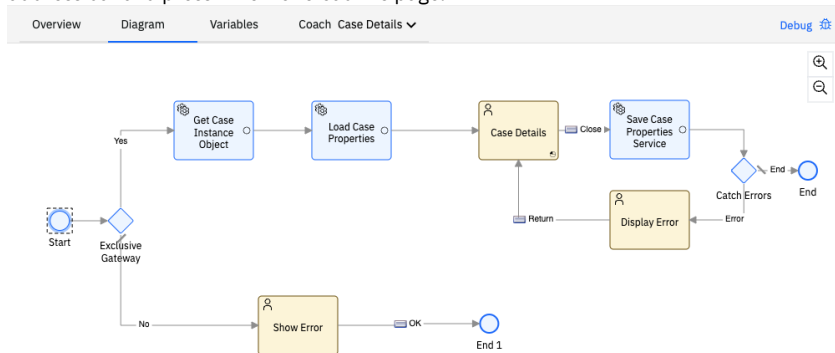 Overview Diagram Variables Coach Case Details Debug
Yes
Get Case
Instance
Object
Load Case
Properties
Case Details
Close
Save Case
Properties
Service
End
End
Catch Errors
Start
Exclusive
Gateway
Return
Display Error
Error
No
Show Error
OK
End 1